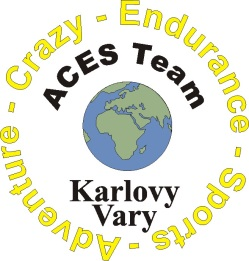 Adventure - Crazy - Endurance - Sports -
ACES Team
Karlovy
Vary